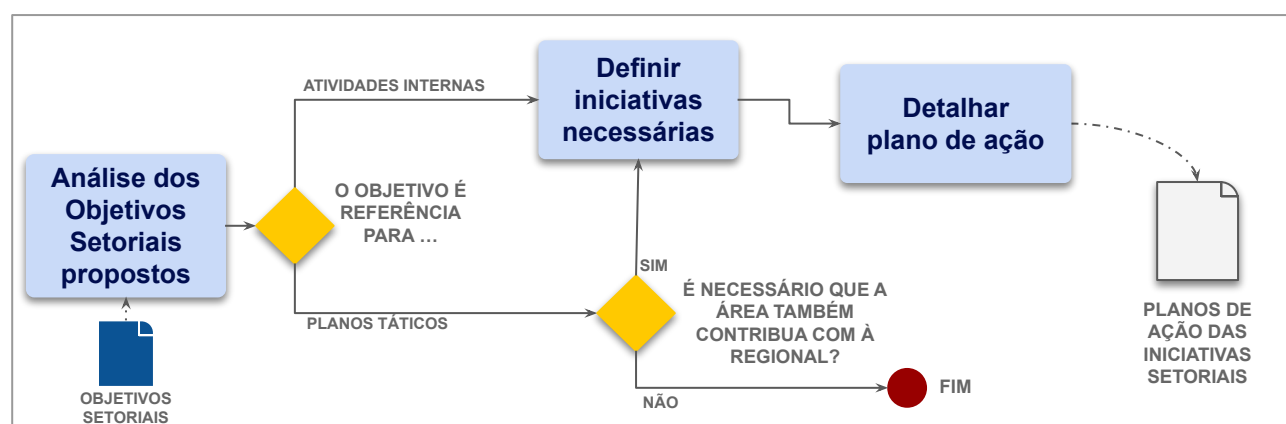 Análise dos
Objetivos
Setoriais
propostos
OBJETIVOS
SETORIAIS
O OBJETIVO É
REFERÊNCIA
PARA ...
ATIVIDADES INTERNAS
PLANOS TÁTICOS
Definir
iniciativas
necessárias
SIM
É NECESSÁRIO QUE A
ÁREA TAMBÉM
CONTRIBUA COM À
REGIONAL?
NÃO
FIM
Detalhar
plano de ação
PLANOS DE
AÇÃO DAS
INICIATIVAS
SETORIAIS